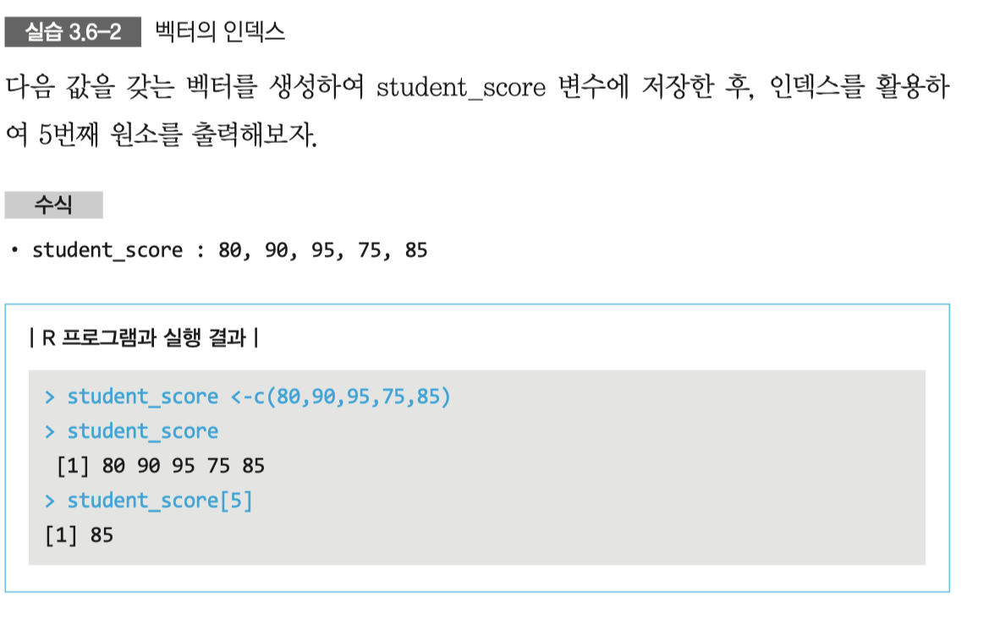 실습 3.6–2 벡터의 인덱스
다음 값을 갖는 벡터를 생성하여 student_score 변수에 저장한 후, 인덱스를 활용하
여 5번째 원소를 출력해보자.
수식
• student_score : 80, 90, 95, 75, 85
| R 프로그램과 실행 결과 |
> student_score <-c(80,90,95,75,85)
> student_score
[1] 80 90 95 75 85
> student_score[5]
[1] 85